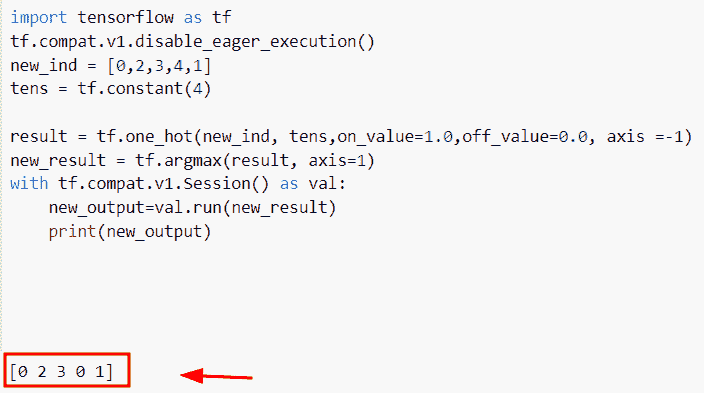 import tensorflow as tf
tf.compat.v1.disable_eager_execution()
new_ind = [0,2,3,4,1]
tens = tf.constant(4)
result = tf.one_hot(new_ind, tens,on_value=1.0,off_value=0.0, axis =-1)
new_result = tf.argmax(result, axis=1)
with tf.compat.v1.Session() as val:
    new_output=val.run(new_result)
    print(new_output)
[0 2 3 0 1]